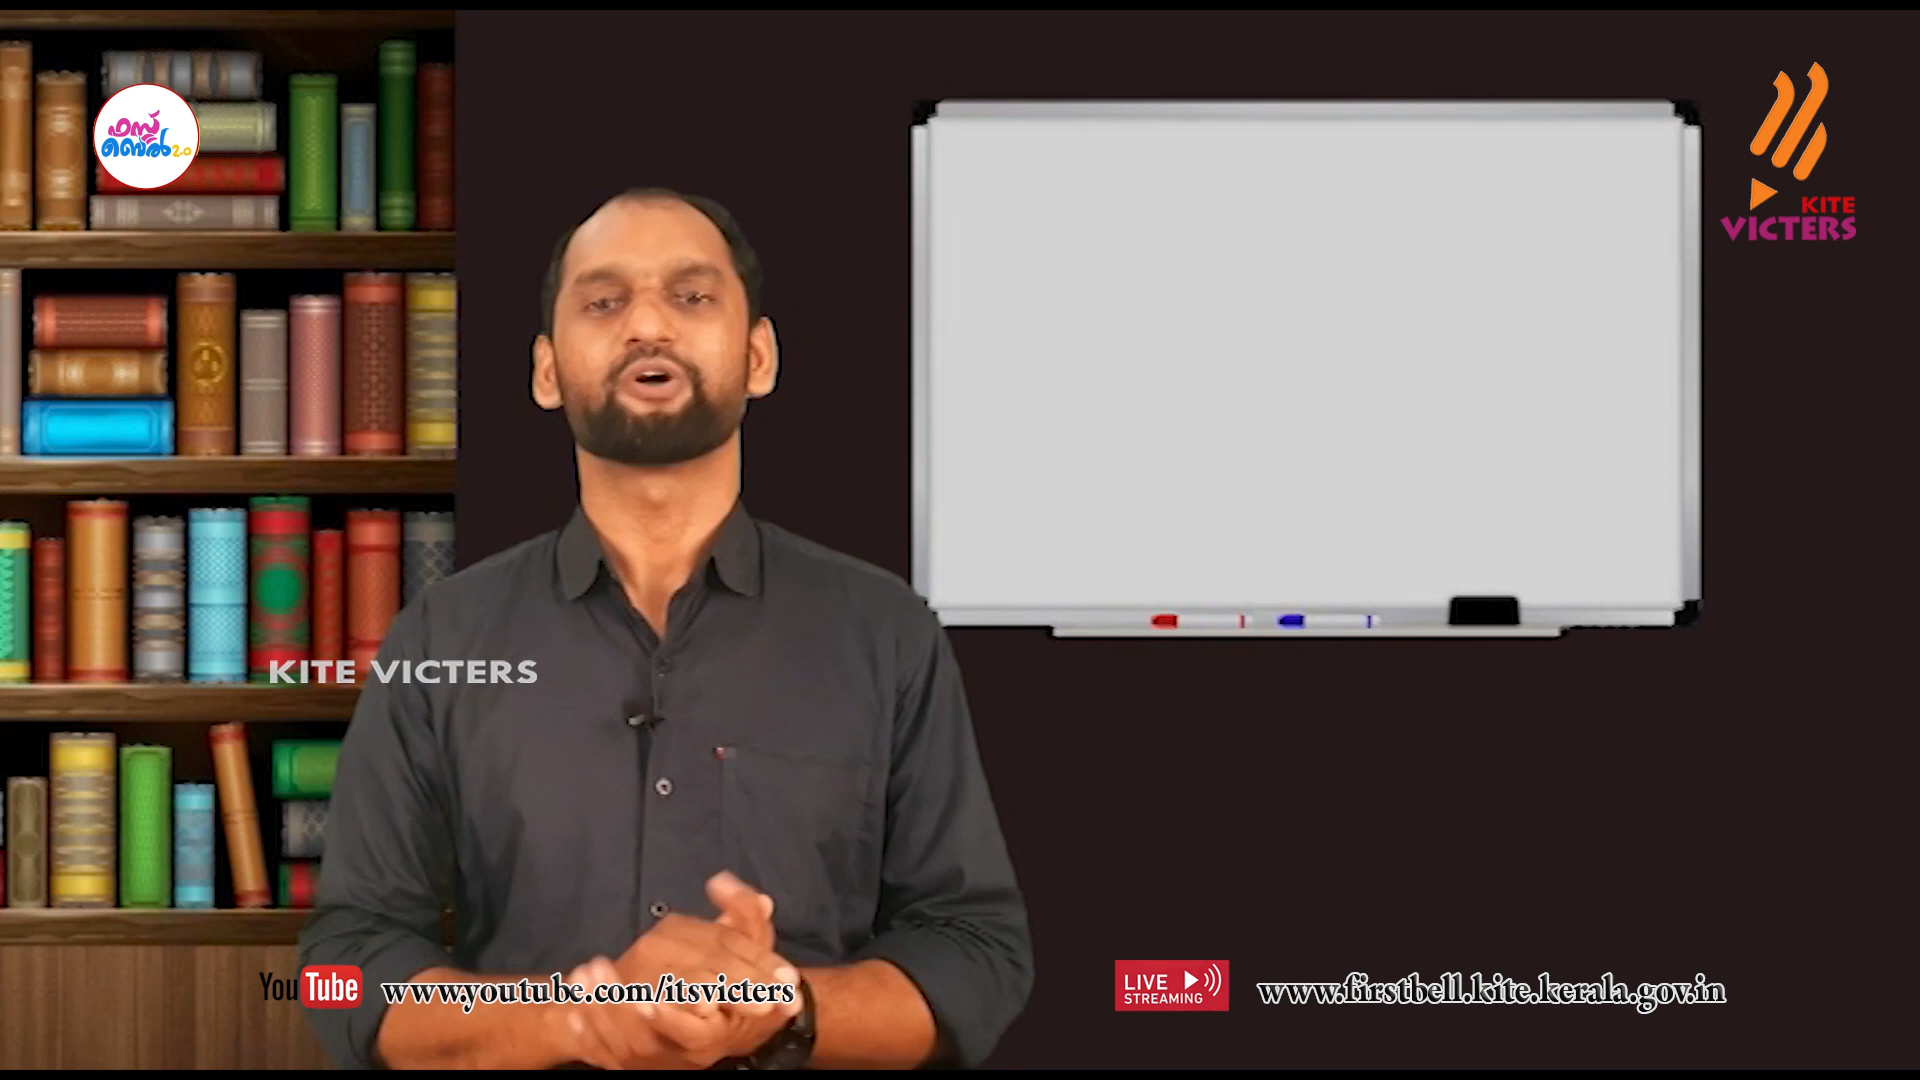 ഫസ്റ്റ്
ബെൽ 2.0
KITE
VICTERS
KITE VICTERS
YouTube www.youtube.com/itsvicters
LIVE
STREAMING
www.firstbell.kite.kerala.gov.in